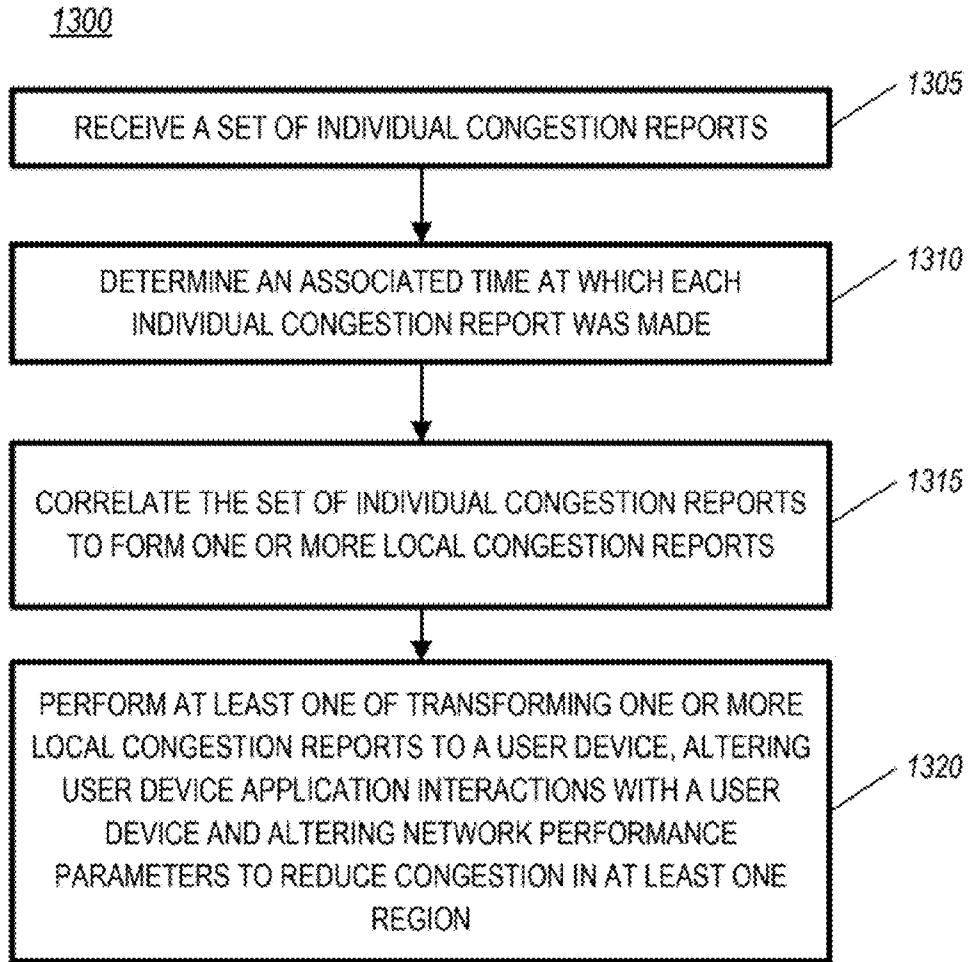 1300
RECEIVE A SET OF INDIVIDUAL CONGESTION REPORTS
1305
DETERMINE AN ASSOCIATED TIME AT WHICH EACH
INDIVIDUAL CONGESTION REPORT WAS MADE
1310
CORRELATE THE SET OF INDIVIDUAL CONGESTION REPORTS
TO FORM ONE OR MORE LOCAL CONGESTION REPORTS
1315
PERFORM AT LEAST ONE OF TRANSFORMING ONE OR MORE
LOCAL CONGESTION REPORTS TO A USER DEVICE, ALTERING
USER DEVICE APPLICATION INTERACTIONS WITH A USER
DEVICE AND ALTERING NETWORK PERFORMANCE
PARAMETERS TO REDUCE CONGESTION IN AT LEAST ONE
REGION
1320